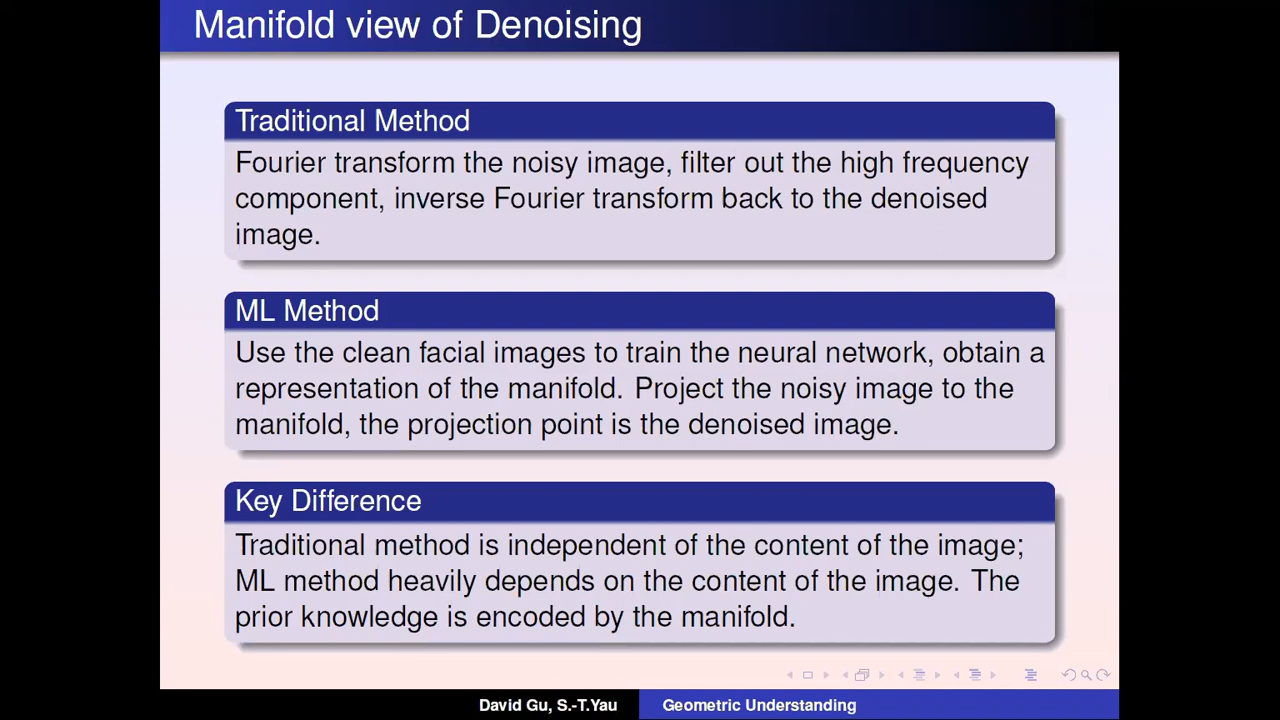 Manifold view of Denoising
Traditional Method
Fourier transform the noisy image, filter out the high frequency
component, inverse Fourier transform back to the denoised
image.
ML Method
Use the clean facial images to train the neural network, obtain a
representation of the manifold. Project the noisy image to the
manifold, the projection point is the denoised image.
Key Difference
Traditional method is independent of the content of the image;
ML method heavily depends on the content of the image. The
prior knowledge is encoded by the manifold.
David Gu, S.-T.Yau
Geometric Understanding